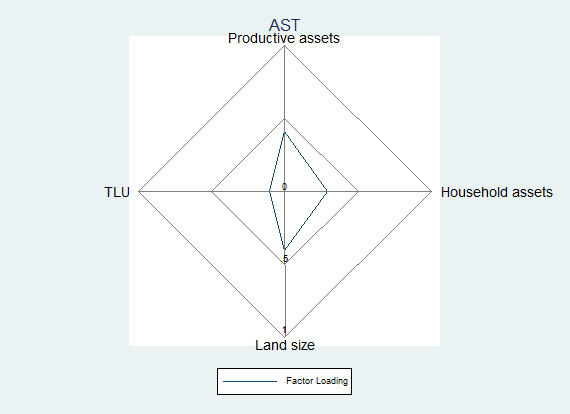 AST
Productive assets
TLU
0
Household assets
.5
1
Land size
Factor Loading